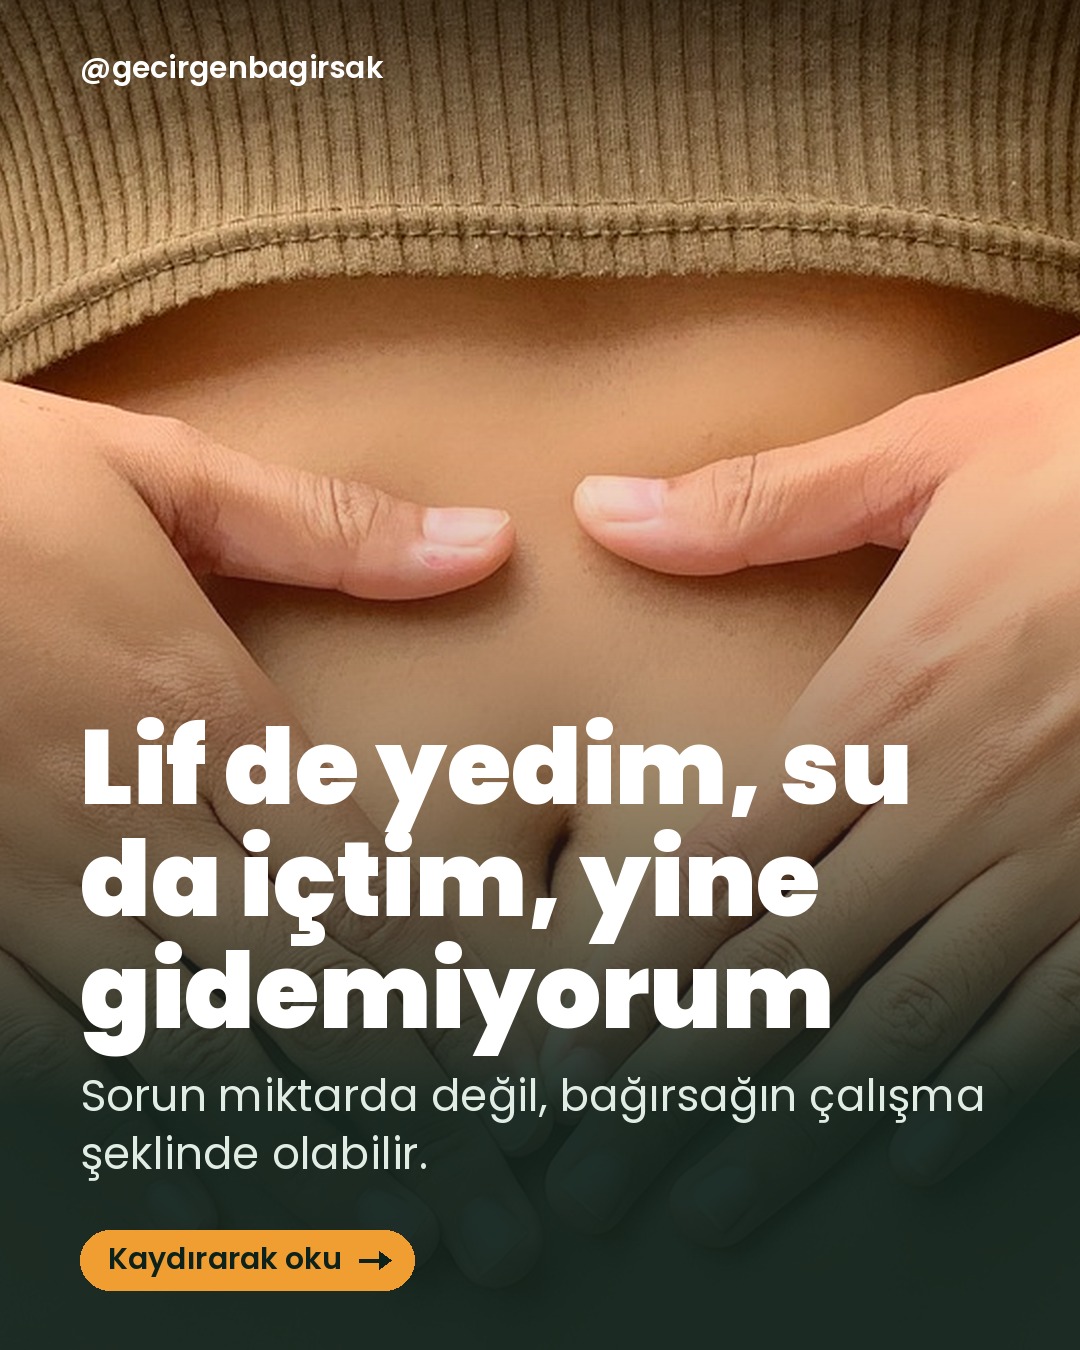 @gecirgenbagirsak
Lif de yedim, su
da içtim, yine
gidemiyorum
Sorun miktarda değil, bağırsağın çalışma
şeklinde olabilir.
Kaydırarak oku →